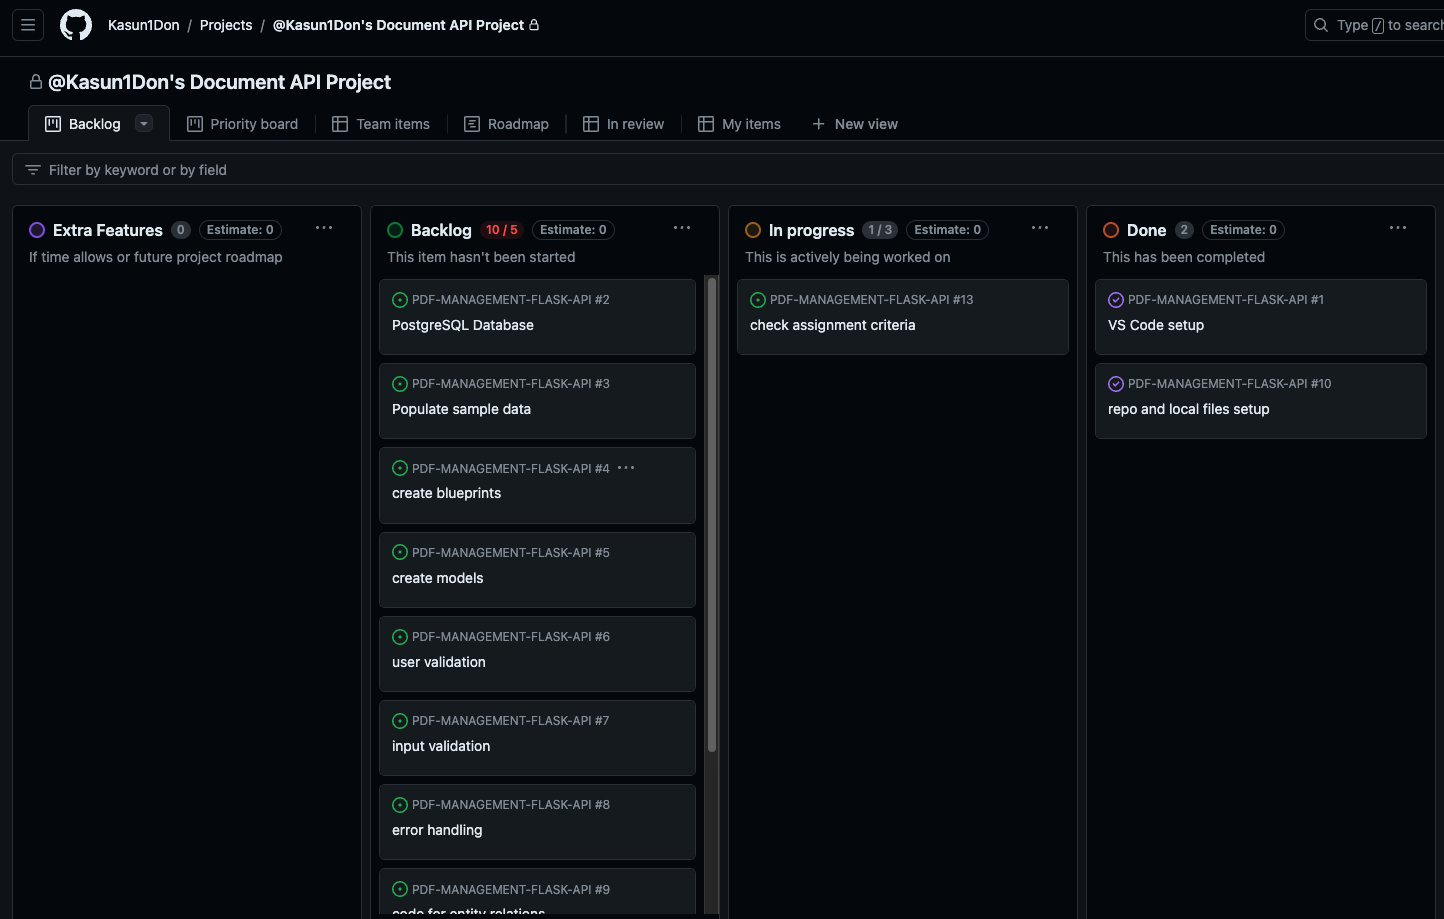 Kasun1Don / Projects / @Kasun1Don's Document API Project
Type / to search
@Kasun1Don's Document API Project
Backlog
Priority board
Team items
Roadmap
In review
My items
New view
Filter by keyword or by field
Extra Features 0 Estimate: 0
If time allows or future project roadmap
Backlog 10 / 5 Estimate: 0
This item hasn't been started
PDF-MANAGEMENT-FLASK-API #2
PostgreSQL Database
PDF-MANAGEMENT-FLASK-API #3
Populate sample data
PDF-MANAGEMENT-FLASK-API #4
create blueprints
PDF-MANAGEMENT-FLASK-API #5
create models
PDF-MANAGEMENT-FLASK-API #6
user validation
PDF-MANAGEMENT-FLASK-API #7
input validation
PDF-MANAGEMENT-FLASK-API #8
error handling
PDF-MANAGEMENT-FLASK-API #9
code for entity relations
In progress 1 / 3 Estimate: 0
This is actively being worked on
PDF-MANAGEMENT-FLASK-API #13
check assignment criteria
Done 2 Estimate: 0
This has been completed
PDF-MANAGEMENT-FLASK-API #1
VS Code setup
PDF-MANAGEMENT-FLASK-API #10
repo and local files setup